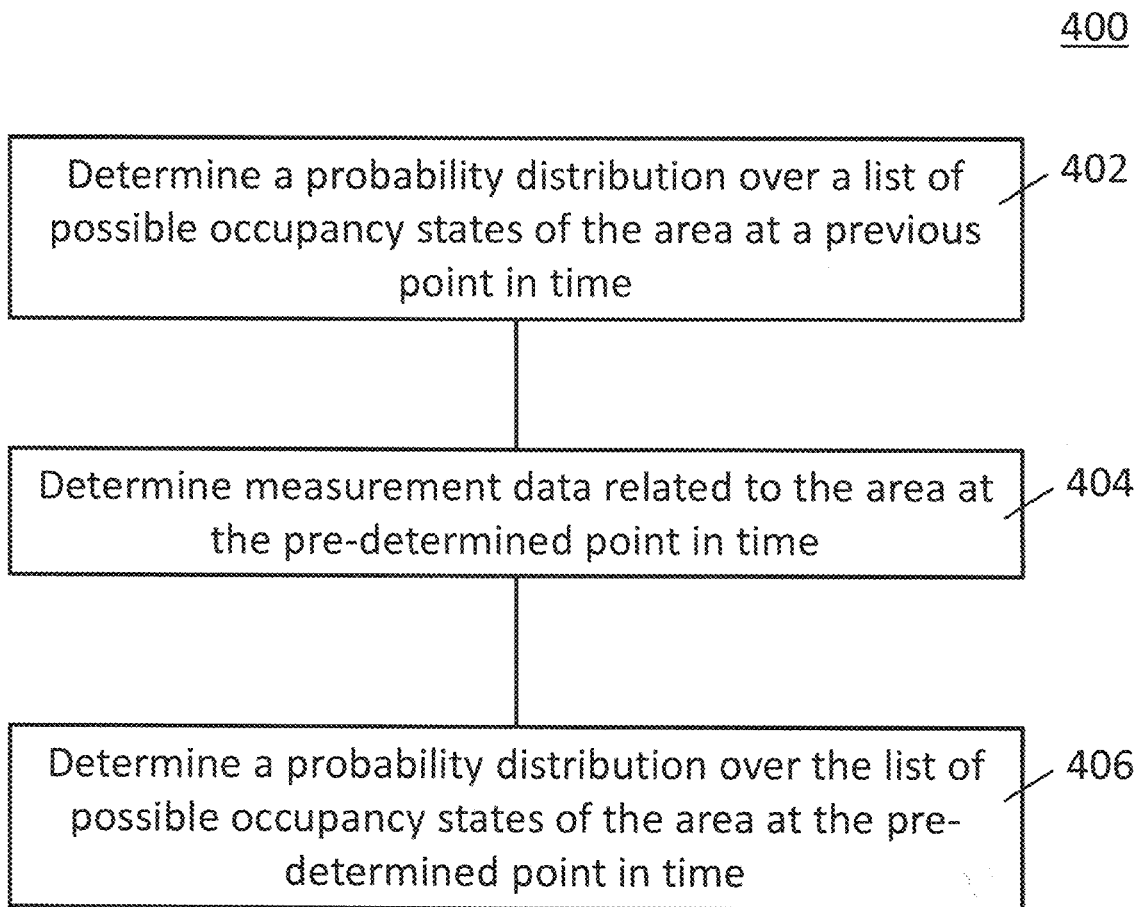 400
Determine a probability distribution over a list of
possible occupancy states of the area at a previous
point in time
402
Determine measurement data related to the area at
the pre-determined point in time
404
Determine a probability distribution over the list of
possible occupancy states of the area at the pre-
determined point in time
406